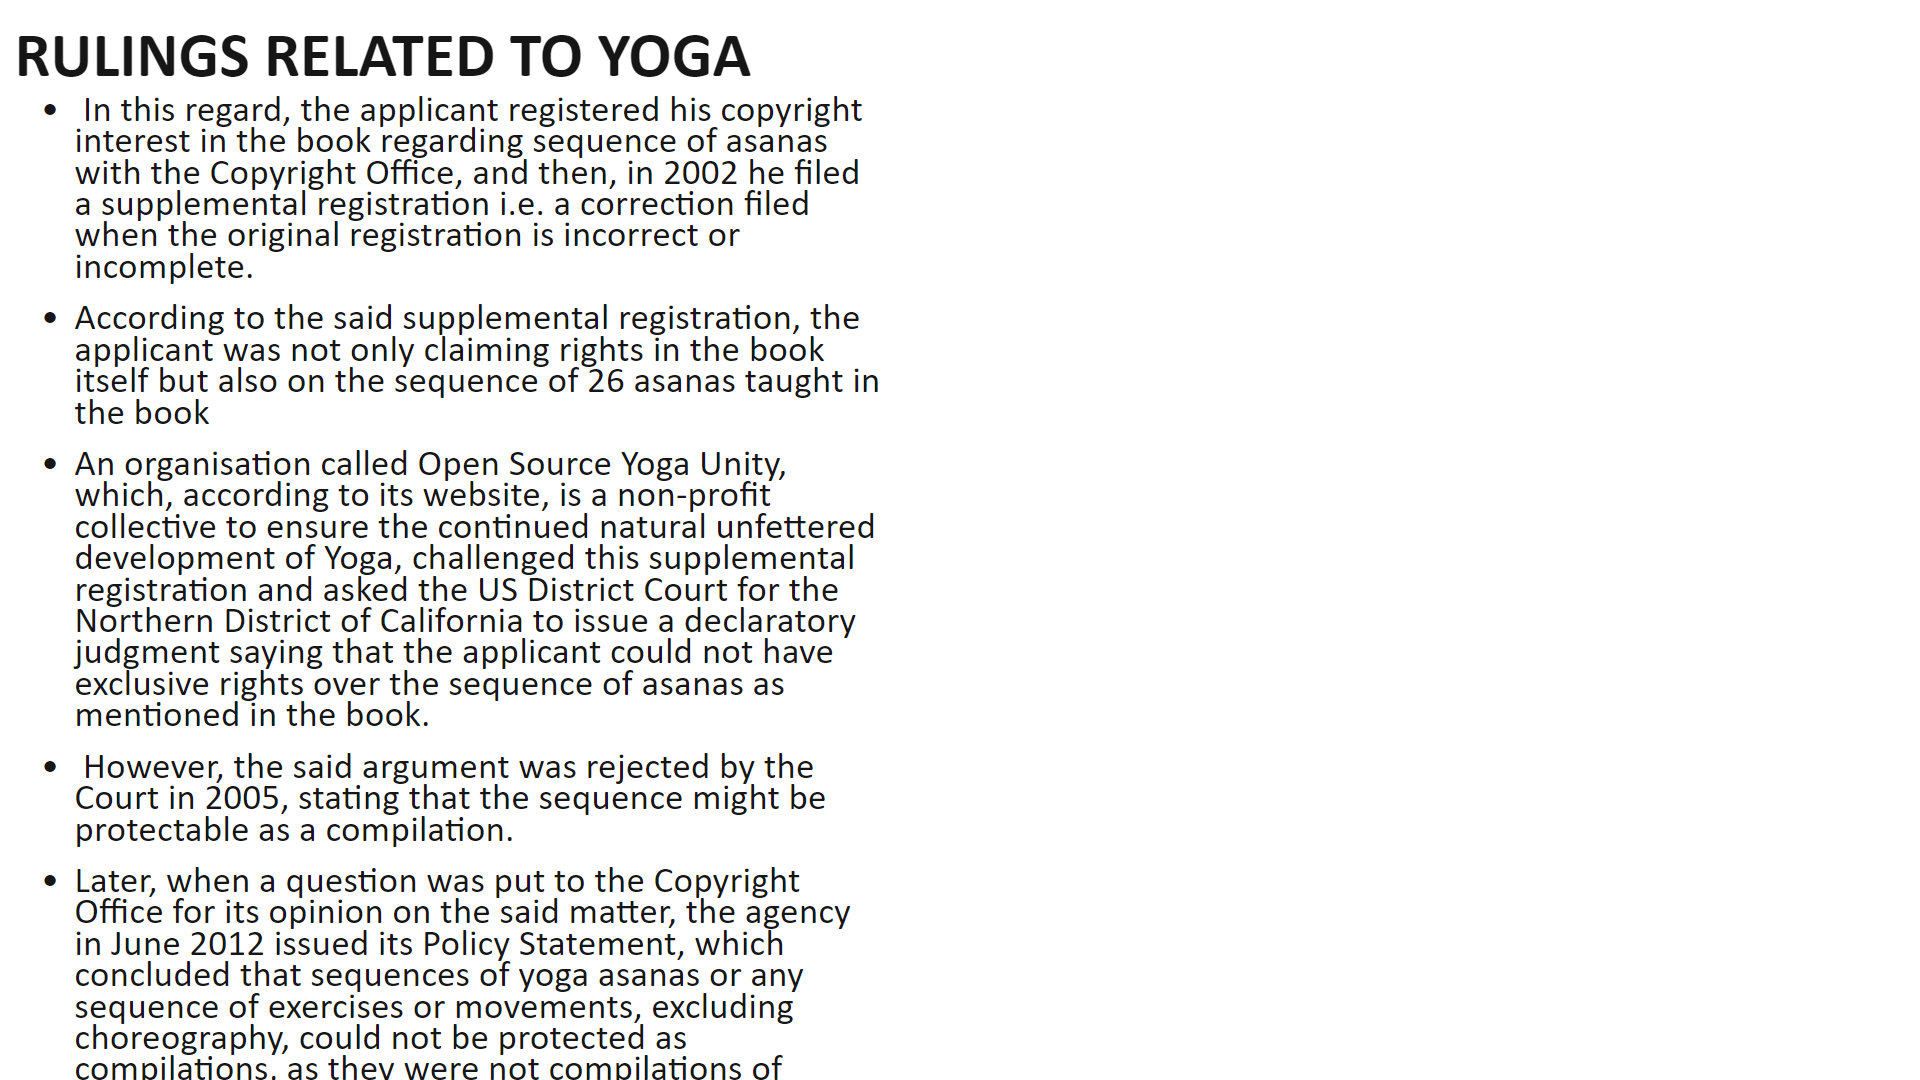 RULINGS RELATED TO YOGA
• In this regard, the applicant registered his copyright
interest in the book regarding sequence of asanas
with the Copyright Office, and then, in 2002 he filed
a supplemental registration i.e. a correction filed
when the original registration is incorrect or
incomplete.
• According to the said supplemental registration, the
applicant was not only claiming rights in the book
itself but also on the sequence of 26 asanas taught in
the book
• An organisation called Open Source Yoga Unity,
which, according to its website, is a non-profit
collective to ensure the continued natural unfettered
development of Yoga, challenged this supplemental
registration and asked the US District Court for the
Northern District of California to issue a declaratory
judgment saying that the applicant could not have
exclusive rights over the sequence of asanas as
mentioned in the book.
• However, the said argument was rejected by the
Court in 2005, stating that the sequence might be
protectable as a compilation.
• Later, when a question was put to the Copyright
Office for its opinion on the said matter, the agency
in June 2012 issued its Policy Statement, which
concluded that sequences of yoga asanas or any
sequence of exercises or movements, excluding
choreography, could not be protected as
compilations, as they were not compilations of